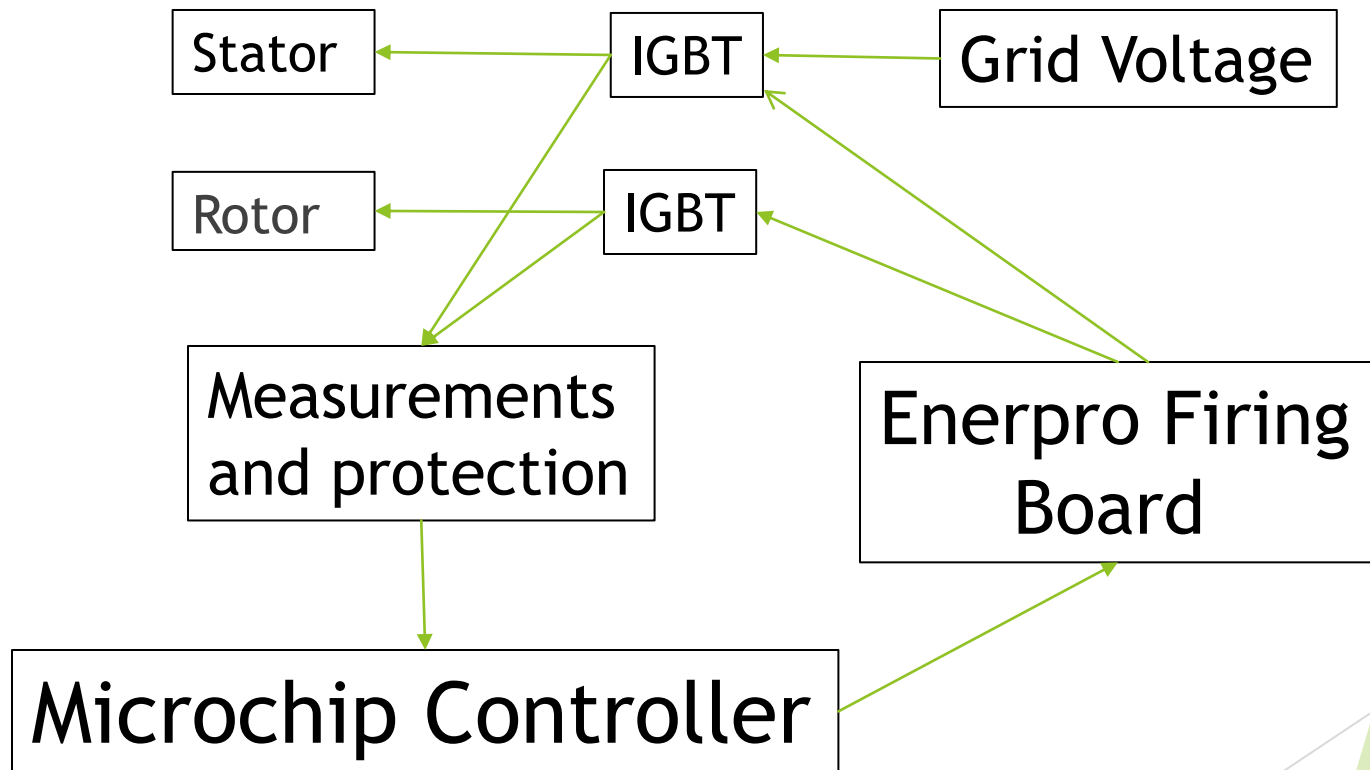 Stator
IGBT
Grid Voltage
Rotor
IGBT
Measurements
and protection
Enerpro Firing
Board
Microchip Controller